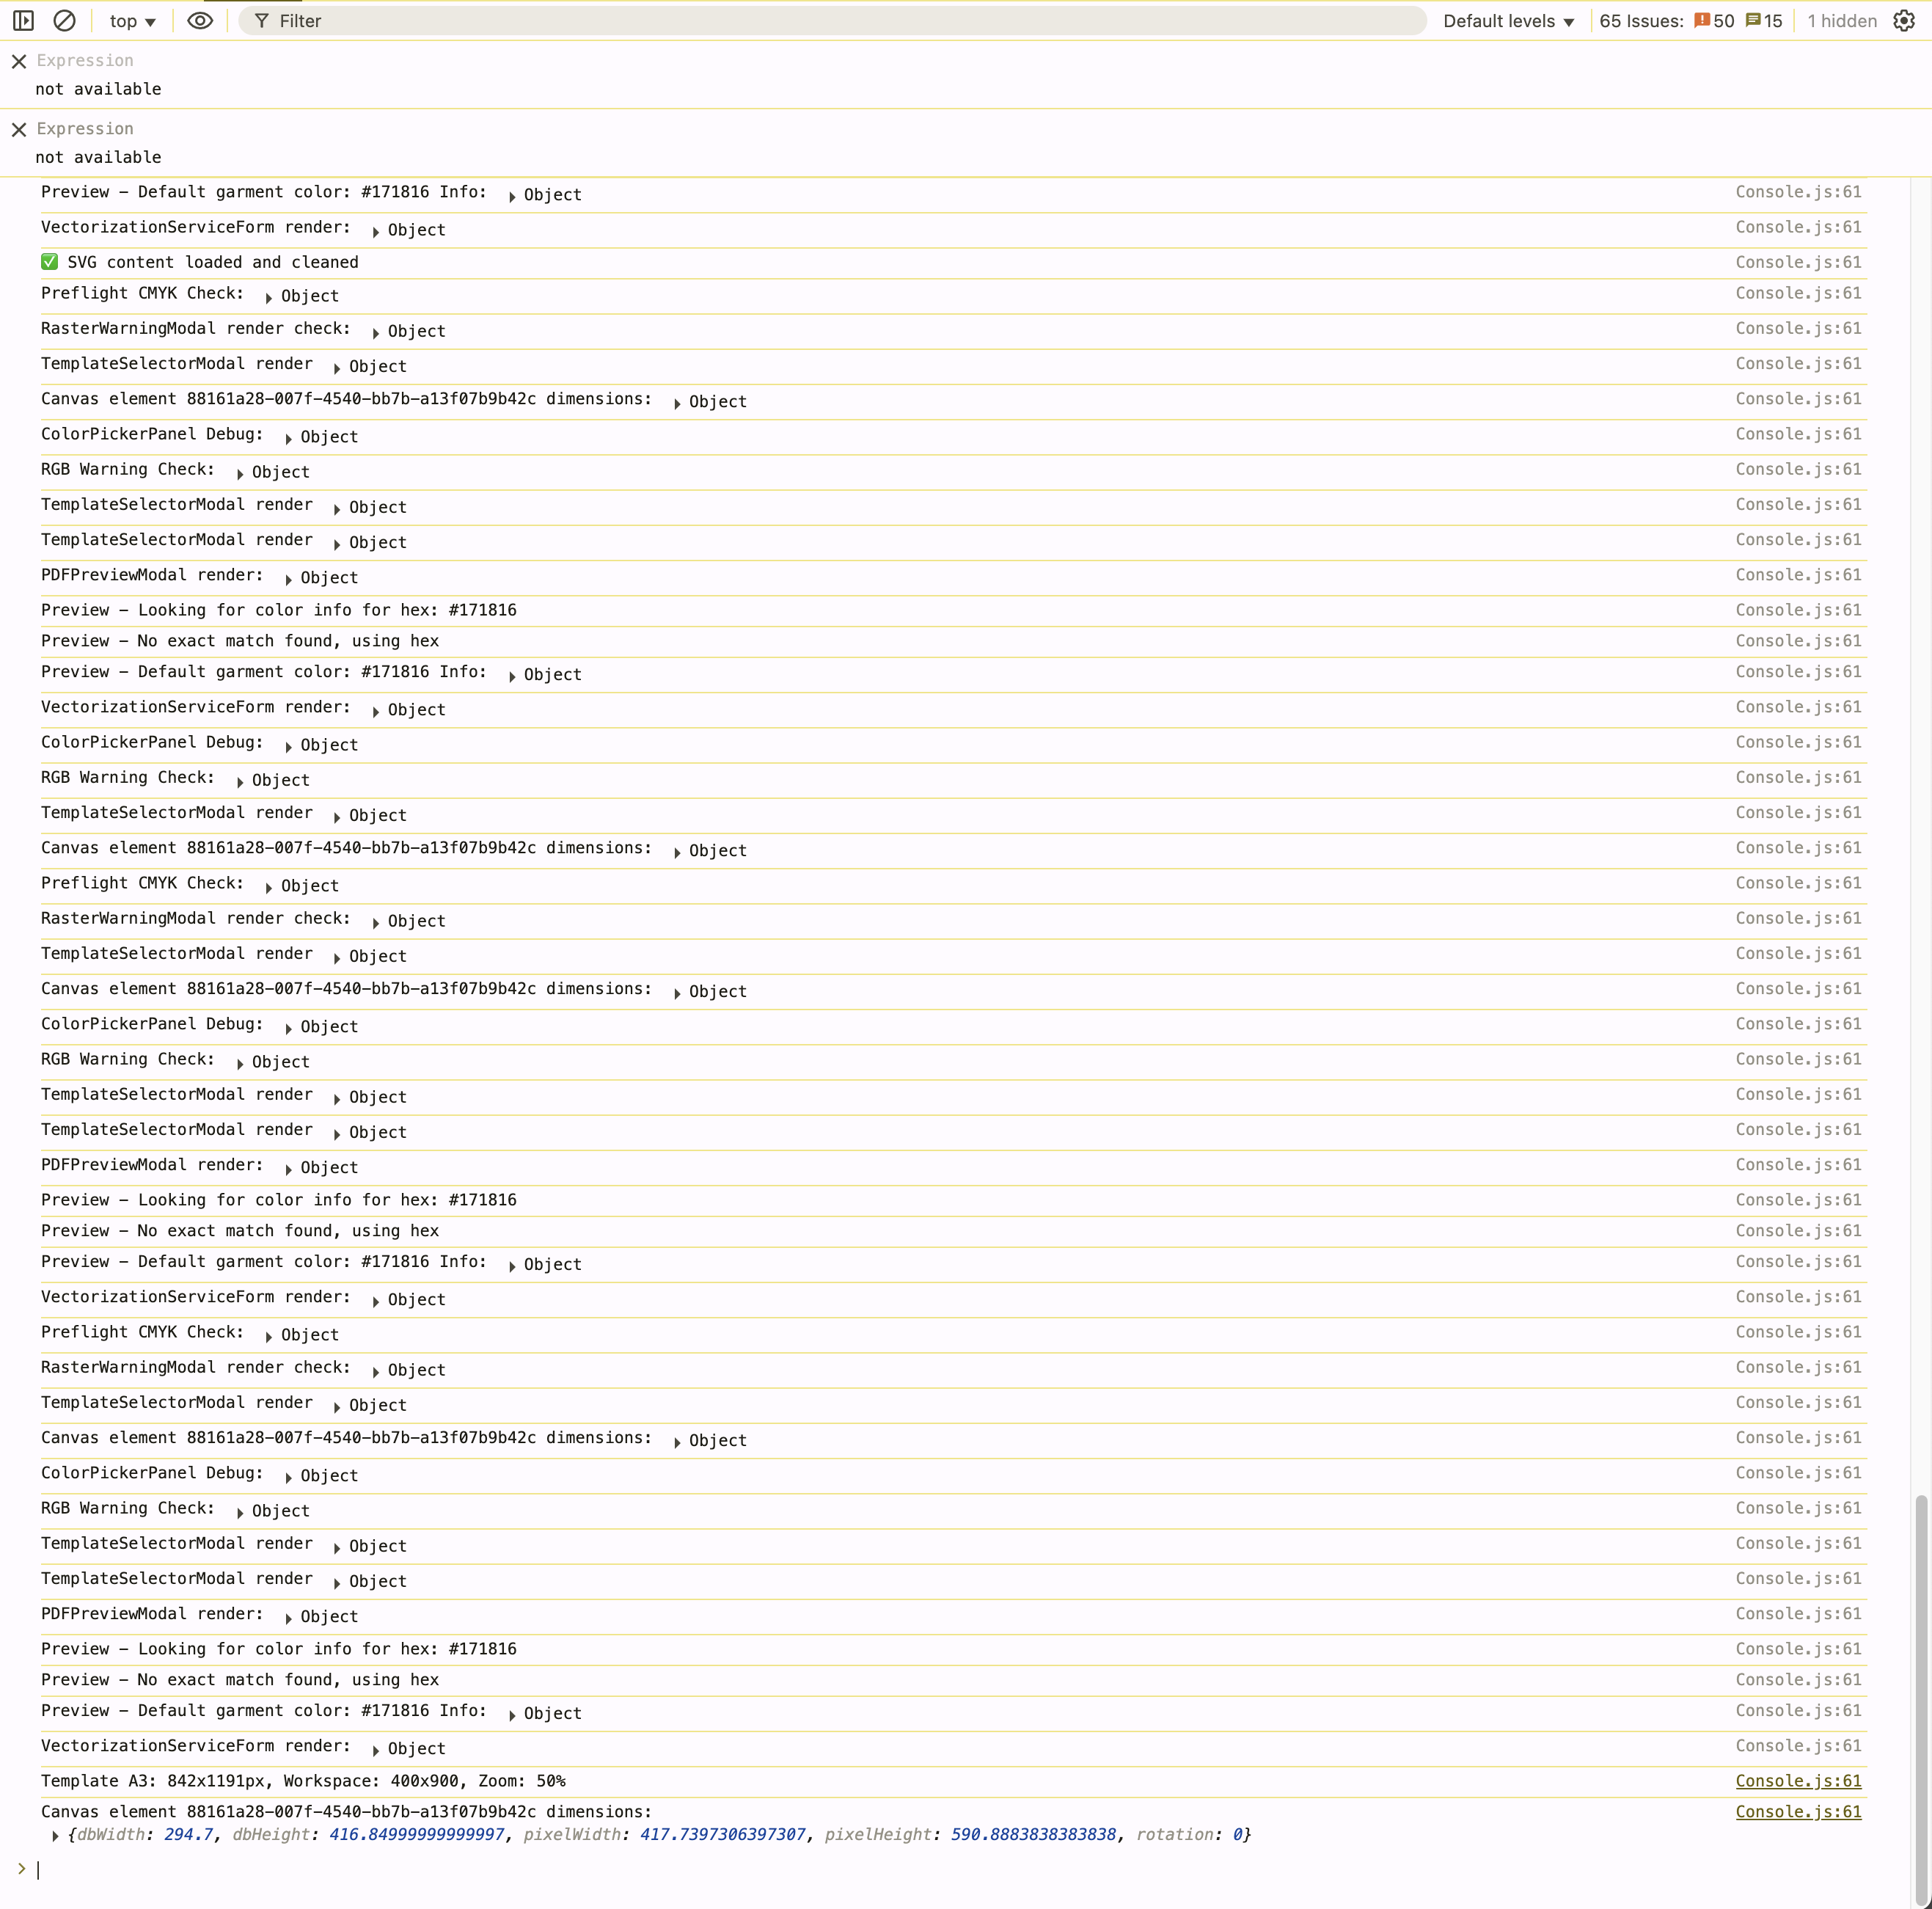 top ▼ Filter Default levels ▼ 65 Issues: 50 15 1 hidden
Expression
not available
Expression
not available
Preview – Default garment color: #171816 Info: ▶ Object Console.js:61
VectorizationServiceForm render: ▶ Object Console.js:61
✅ SVG content loaded and cleaned Console.js:61
Preflight CMYK Check: ▶ Object Console.js:61
RasterWarningModal render check: ▶ Object Console.js:61
TemplateSelectorModal render ▶ Object Console.js:61
Canvas element 88161a28-007f-4540-bb7b-a13f07b9b42c dimensions: ▶ Object Console.js:61
ColorPickerPanel Debug: ▶ Object Console.js:61
RGB Warning Check: ▶ Object Console.js:61
TemplateSelectorModal render ▶ Object Console.js:61
TemplateSelectorModal render ▶ Object Console.js:61
PDFPreviewModal render: ▶ Object Console.js:61
Preview – Looking for color info for hex: #171816 Console.js:61
Preview – No exact match found, using hex Console.js:61
Preview – Default garment color: #171816 Info: ▶ Object Console.js:61
VectorizationServiceForm render: ▶ Object Console.js:61
ColorPickerPanel Debug: ▶ Object Console.js:61
RGB Warning Check: ▶ Object Console.js:61
TemplateSelectorModal render ▶ Object Console.js:61
Canvas element 88161a28-007f-4540-bb7b-a13f07b9b42c dimensions: ▶ Object Console.js:61
Preflight CMYK Check: ▶ Object Console.js:61
RasterWarningModal render check: ▶ Object Console.js:61
TemplateSelectorModal render ▶ Object Console.js:61
Canvas element 88161a28-007f-4540-bb7b-a13f07b9b42c dimensions: ▶ Object Console.js:61
ColorPickerPanel Debug: ▶ Object Console.js:61
RGB Warning Check: ▶ Object Console.js:61
TemplateSelectorModal render ▶ Object Console.js:61
TemplateSelectorModal render ▶ Object Console.js:61
PDFPreviewModal render: ▶ Object Console.js:61
Preview – Looking for color info for hex: #171816 Console.js:61
Preview – No exact match found, using hex Console.js:61
Preview – Default garment color: #171816 Info: ▶ Object Console.js:61
VectorizationServiceForm render: ▶ Object Console.js:61
Preflight CMYK Check: ▶ Object Console.js:61
RasterWarningModal render check: ▶ Object Console.js:61
TemplateSelectorModal render ▶ Object Console.js:61
Canvas element 88161a28-007f-4540-bb7b-a13f07b9b42c dimensions: ▶ Object Console.js:61
ColorPickerPanel Debug: ▶ Object Console.js:61
RGB Warning Check: ▶ Object Console.js:61
TemplateSelectorModal render ▶ Object Console.js:61
TemplateSelectorModal render ▶ Object Console.js:61
PDFPreviewModal render: ▶ Object Console.js:61
Preview – Looking for color info for hex: #171816 Console.js:61
Preview – No exact match found, using hex Console.js:61
Preview – Default garment color: #171816 Info: ▶ Object Console.js:61
VectorizationServiceForm render: ▶ Object Console.js:61
Template A3: 842x1191px, Workspace: 400x900, Zoom: 50% Console.js:61
Canvas element 88161a28-007f-4540-bb7b-a13f07b9b42c dimensions: Console.js:61
▶ {dbWidth: 294.7, dbHeight: 416.84999999999997, pixelWidth: 417.7397306397307, pixelHeight: 590.8883838383838, rotation: 0}
>